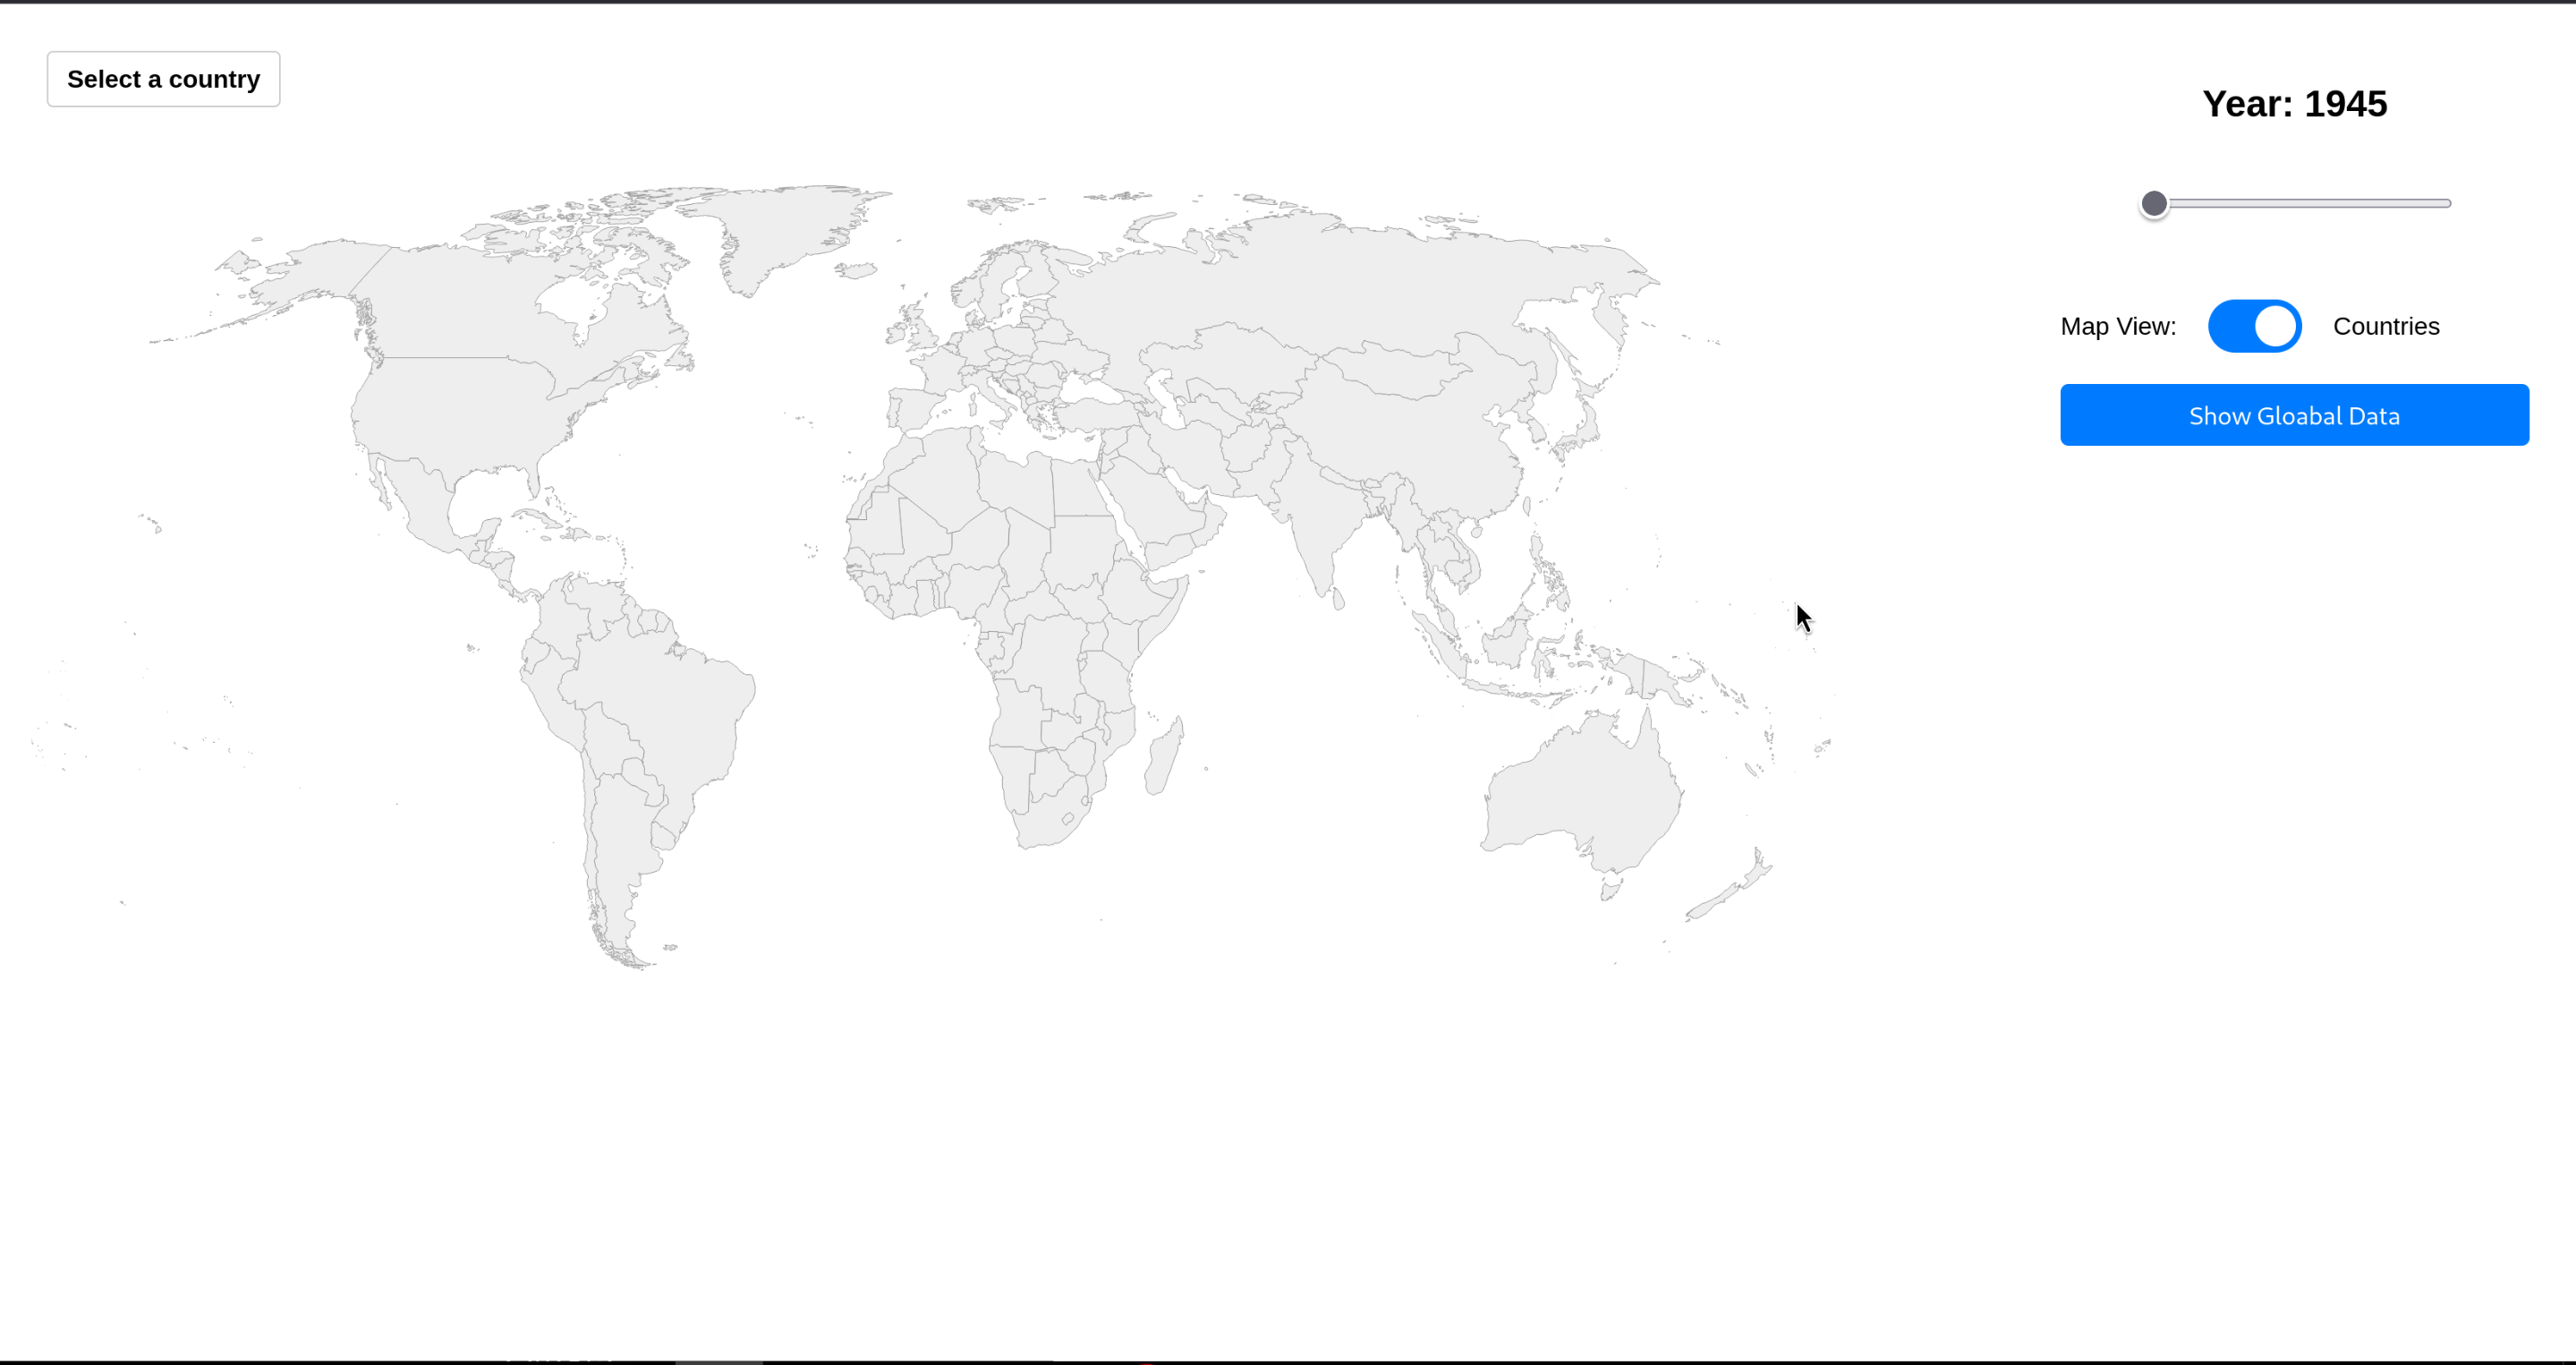 Select a country
Year: 1945
Map View: Countries
Show Gloabal Data